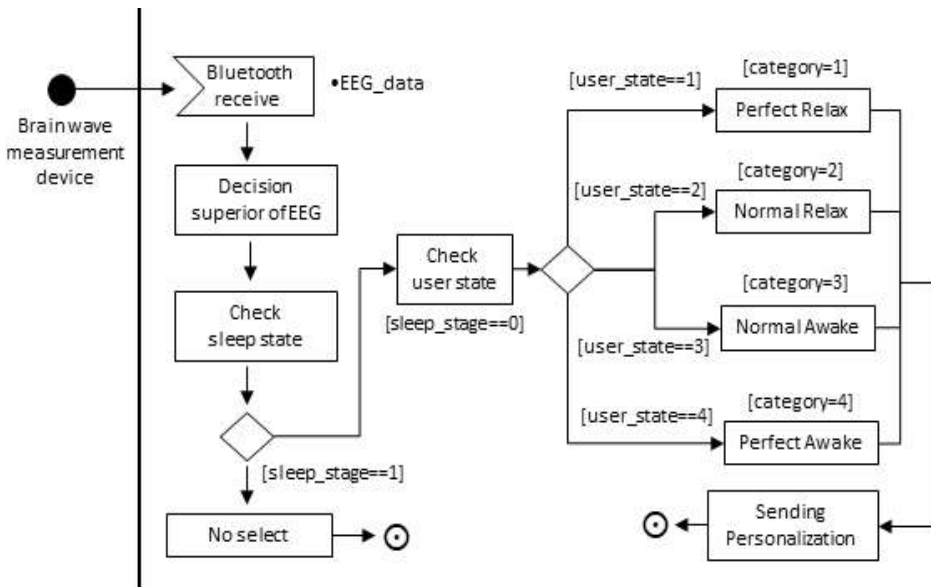 Brain wave
measurement
device
Bluetooth
receive
•EEG_data
Decision
superior of EEG
Check
sleep state
[sleep_stage==1]
No select
Check
user state
[sleep_stage==0]
[user_state==1]
[category=1]
Perfect Relax
[user_state==2]
[category=2]
Normal Relax
[category=3]
Normal Awake
[user_state==3]
[category=4]
[user_state==4]
Perfect Awake
Sending
Personalization